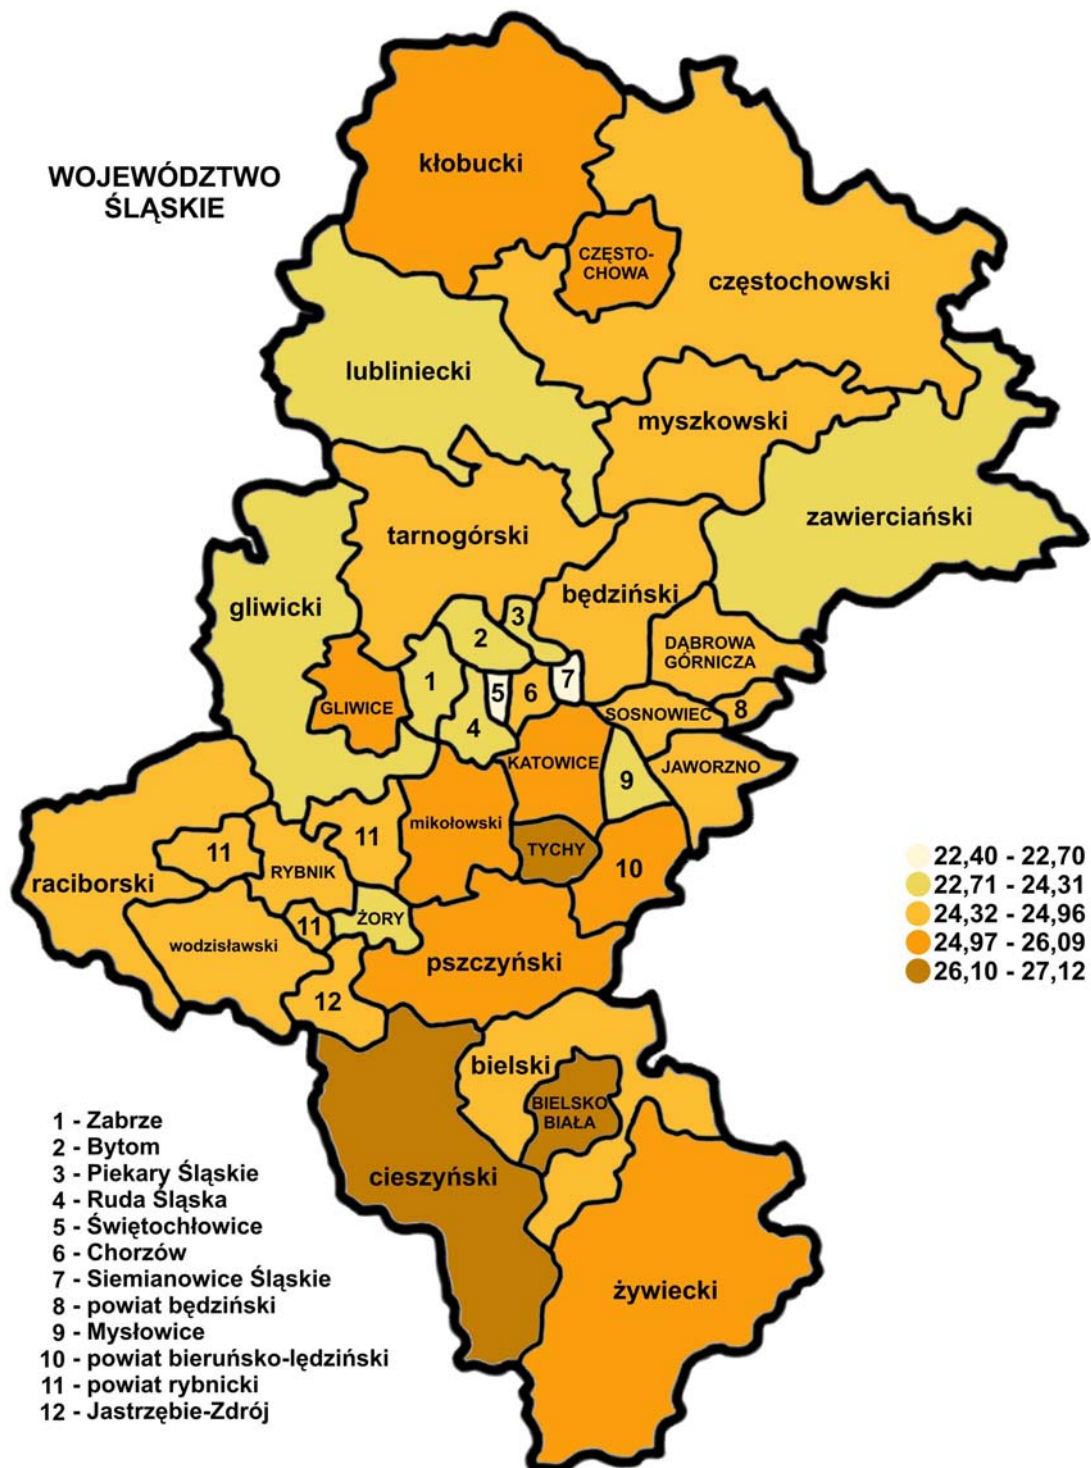 WOJEWÓDZTWO
ŚLĄSKIE
kłobucki
CZĘSTO-
CHOWA
częstochowski
lubliniecki
myszkowski
zawierciański
tarnogórski
będziński
gliwicki
3
2
DĄBROWA
GÓRNICZA
1
5
6
7
GLIWICE
SOSNOWIEC
8
4
KATOWICE
9
JAWORZNO
mikołowski
11
11
RYBNIK
TYCHY
10
raciborski
ŻORY
11
wodzisławski
pszczyński
12
bielski
BIELSKO
BIAŁA
cieszyński
żywiecki
22,40 - 22,70
22,71 - 24,31
24,32 - 24,96
24,97 - 26,09
26,10 - 27,12
1 - Zabrze
2 - Bytom
3 - Piekary Śląskie
4 - Ruda Śląska
5 - Świętochłowice
6 - Chorzów
7 - Siemianowice Śląskie
8 - powiat będziński
9 - Mysłowice
10 - powiat bieruńsko-lędziński
11 - powiat rybnicki
12 - Jastrzębie-Zdrój